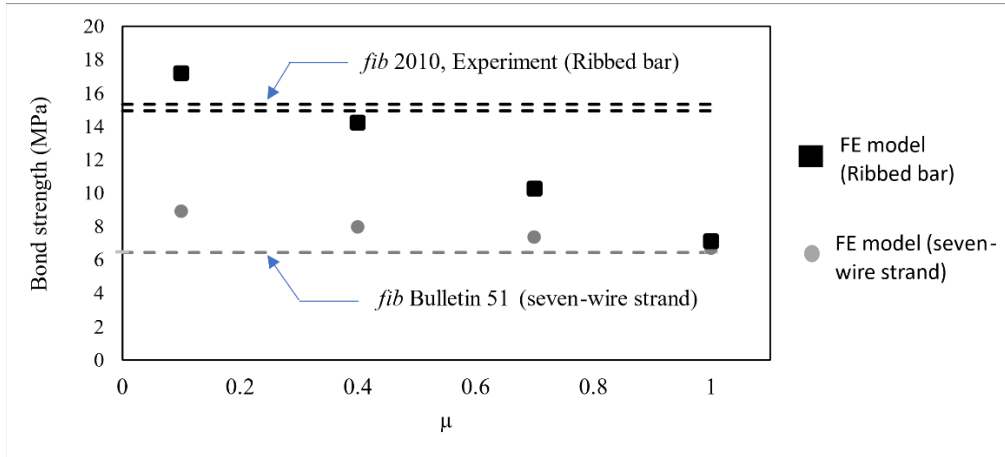 20
18
16
14
12
10
8
6
4
2
0
Bond strength (MPa)
fib 2010, Experiment (Ribbed bar)
fib Bulletin 51 (seven-wire strand)
0 0.2 0.4 0.6 0.8 1
μ
FE model
(Ribbed bar)
FE model (seven-
wire strand)